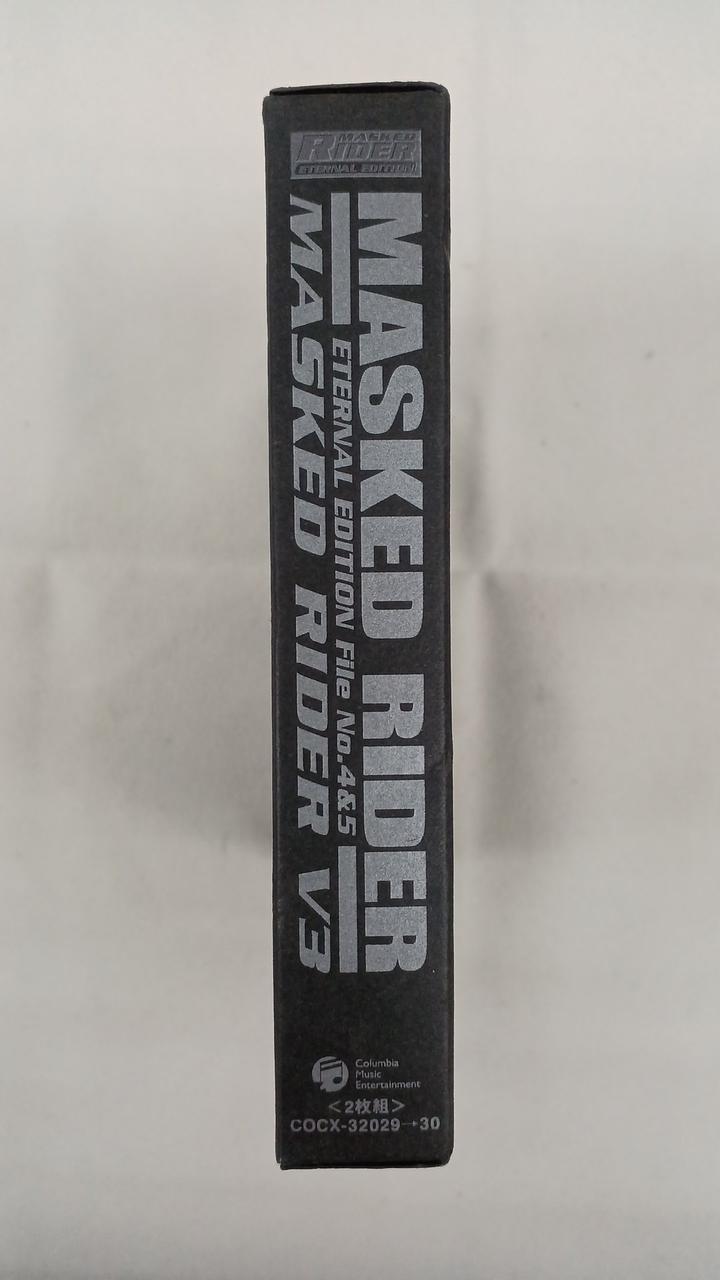 MASKED
RIDER
ETERNAL EDITION
MASKED RIDER
ETERNAL EDITION File No.4&5
MASKED RIDER V3
Columbia
Music
Entertainment
＜2枚組＞
COCX-32029→30